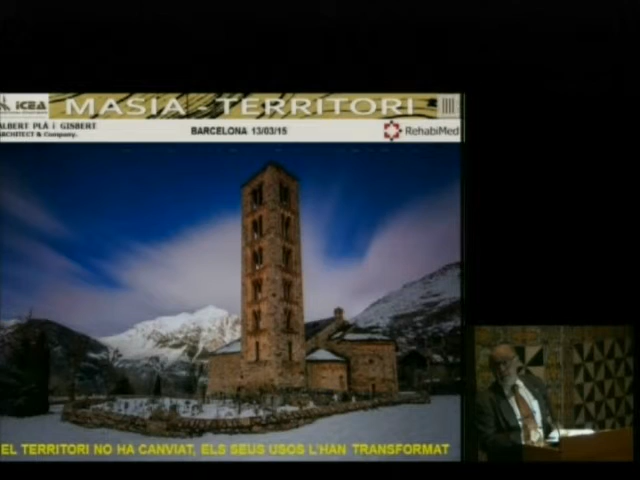 iCEA
MASIA - TERRITORI
ALBERT PLÀ i GISBERT
ARCHITECT & Company.
BARCELONA 13/03/15
RehabiMed
EL TERRITORI NO HA CANVIAT, ELS SEUS USOS L'HAN TRANSFORMAT